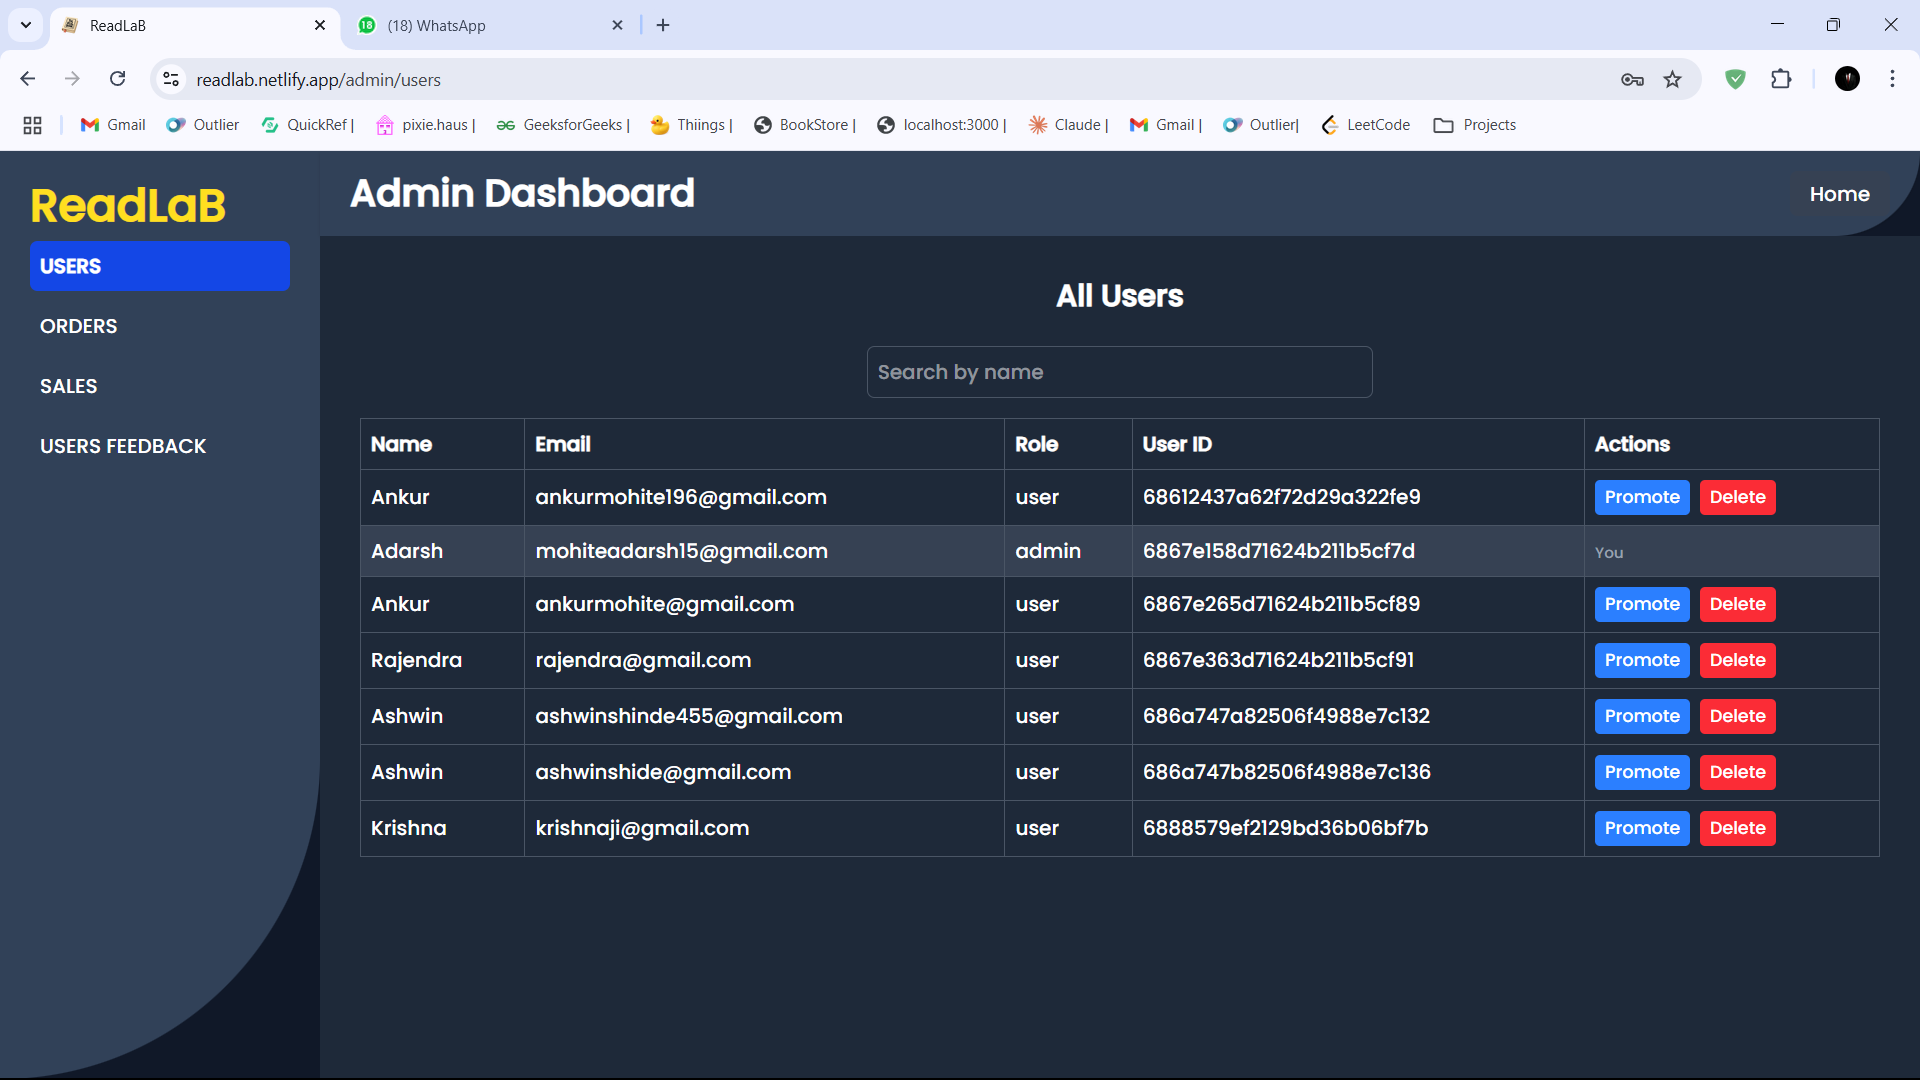 ReadLaB
(18) WhatsApp
readlab.netlify.app/admin/users
Gmail Outlier QuickRef | pixie.haus | GeeksforGeeks | Thiings | BookStore | localhost:3000 | Claude | Gmail | Outlier| LeetCode Projects
ReadLaB
USERS
ORDERS
SALES
USERS FEEDBACK
Admin Dashboard
Home
All Users
Search by name
Name Email Role User ID Actions
Ankur ankurmohite196@gmail.com user 68612437a62f72d29a322fe9 Promote Delete
Adarsh mohiteadarsh15@gmail.com admin 6867e158d71624b211b5cf7d You
Ankur ankurmohite@gmail.com user 6867e265d71624b211b5cf89 Promote Delete
Rajendra rajendra@gmail.com user 6867e363d71624b211b5cf91 Promote Delete
Ashwin ashwinshinde455@gmail.com user 686a747a82506f4988e7c132 Promote Delete
Ashwin ashwinshide@gmail.com user 686a747b82506f4988e7c136 Promote Delete
Krishna krishnaji@gmail.com user 6888579ef2129bd36b06bf7b Promote Delete